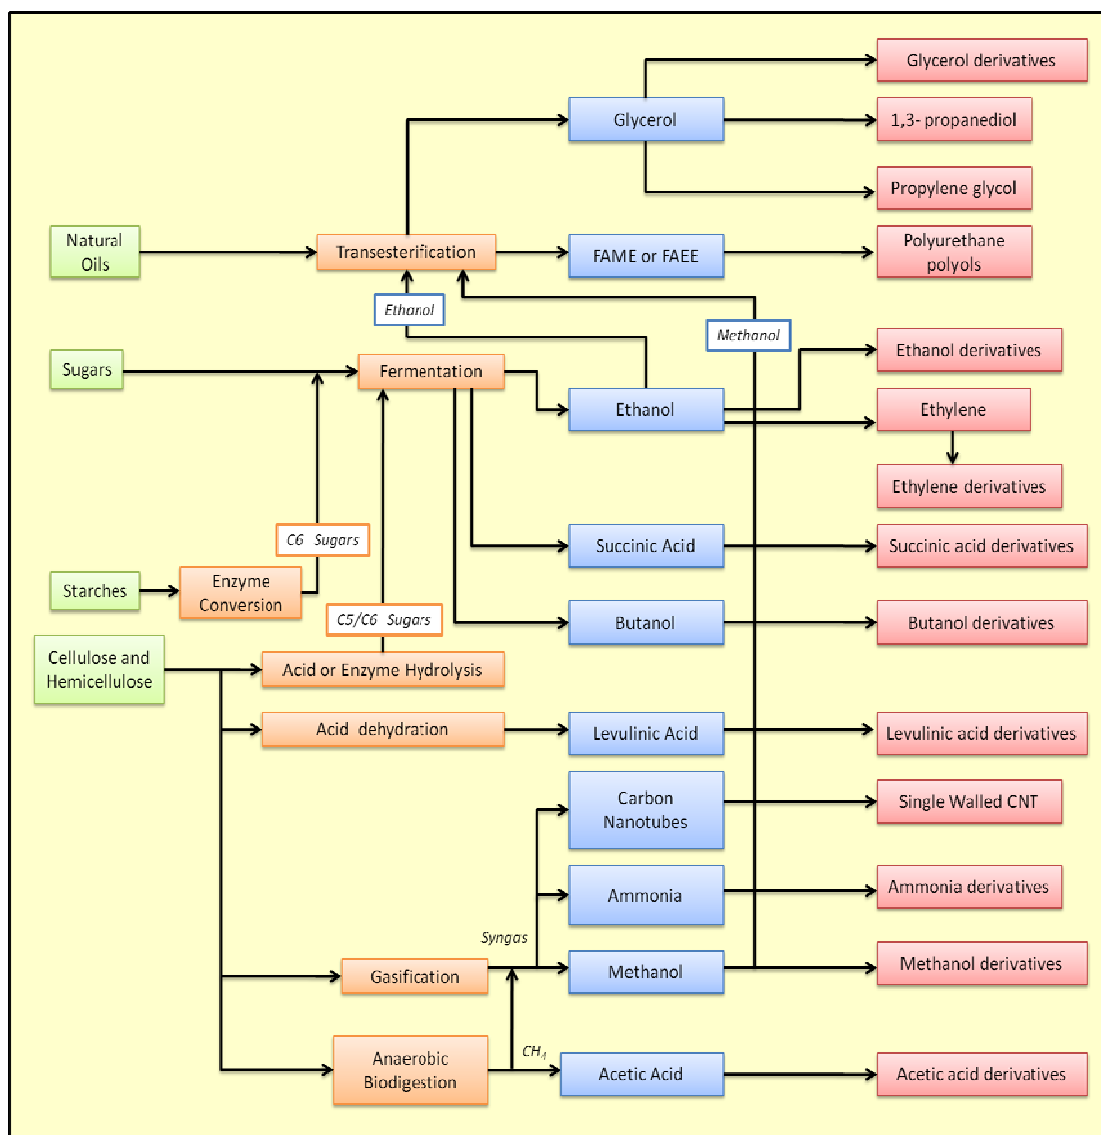 Glycerol derivatives
Glycerol
1,3- propanediol
Propylene glycol
Natural
Oils
Transesterification
FAME or FAEE
Polyurethane
polyols
Ethanol
Methanol
Sugars
Fermentation
Ethanol
Ethanol derivatives
Ethylene
Ethylene derivatives
C6 Sugars
Succinic Acid
Succinic acid derivatives
Starches
Enzyme
Conversion
C5/C6 Sugars
Butanol
Butanol derivatives
Cellulose and
Hemicellulose
Acid or Enzyme Hydrolysis
Acid dehydration
Levulinic Acid
Levulinic acid derivatives
Carbon
Nanotubes
Single Walled CNT
Ammonia
Ammonia derivatives
Syngas
Gasification
Methanol
Methanol derivatives
Anaerobic
Biodigestion
CH₄
Acetic Acid
Acetic acid derivatives